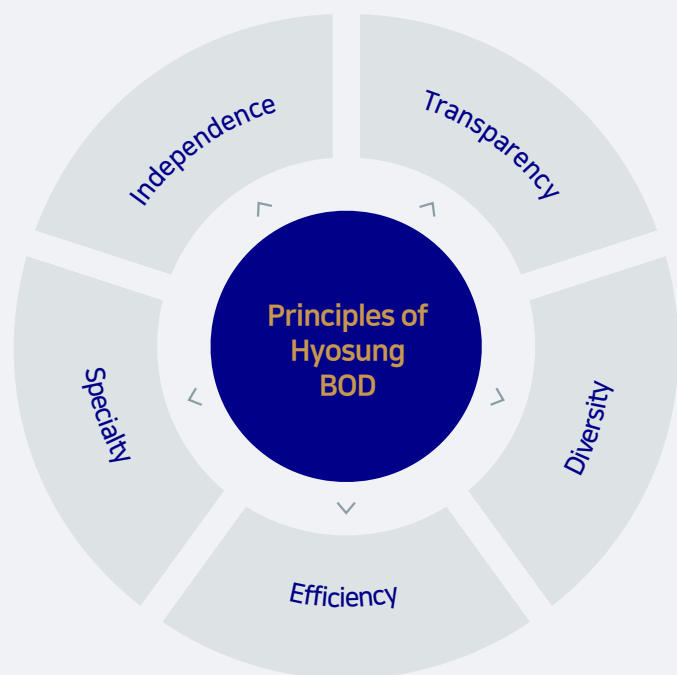 Independence
Transparency
Principles of
Hyosung
BOD
Specialty
Diversity
Efficiency